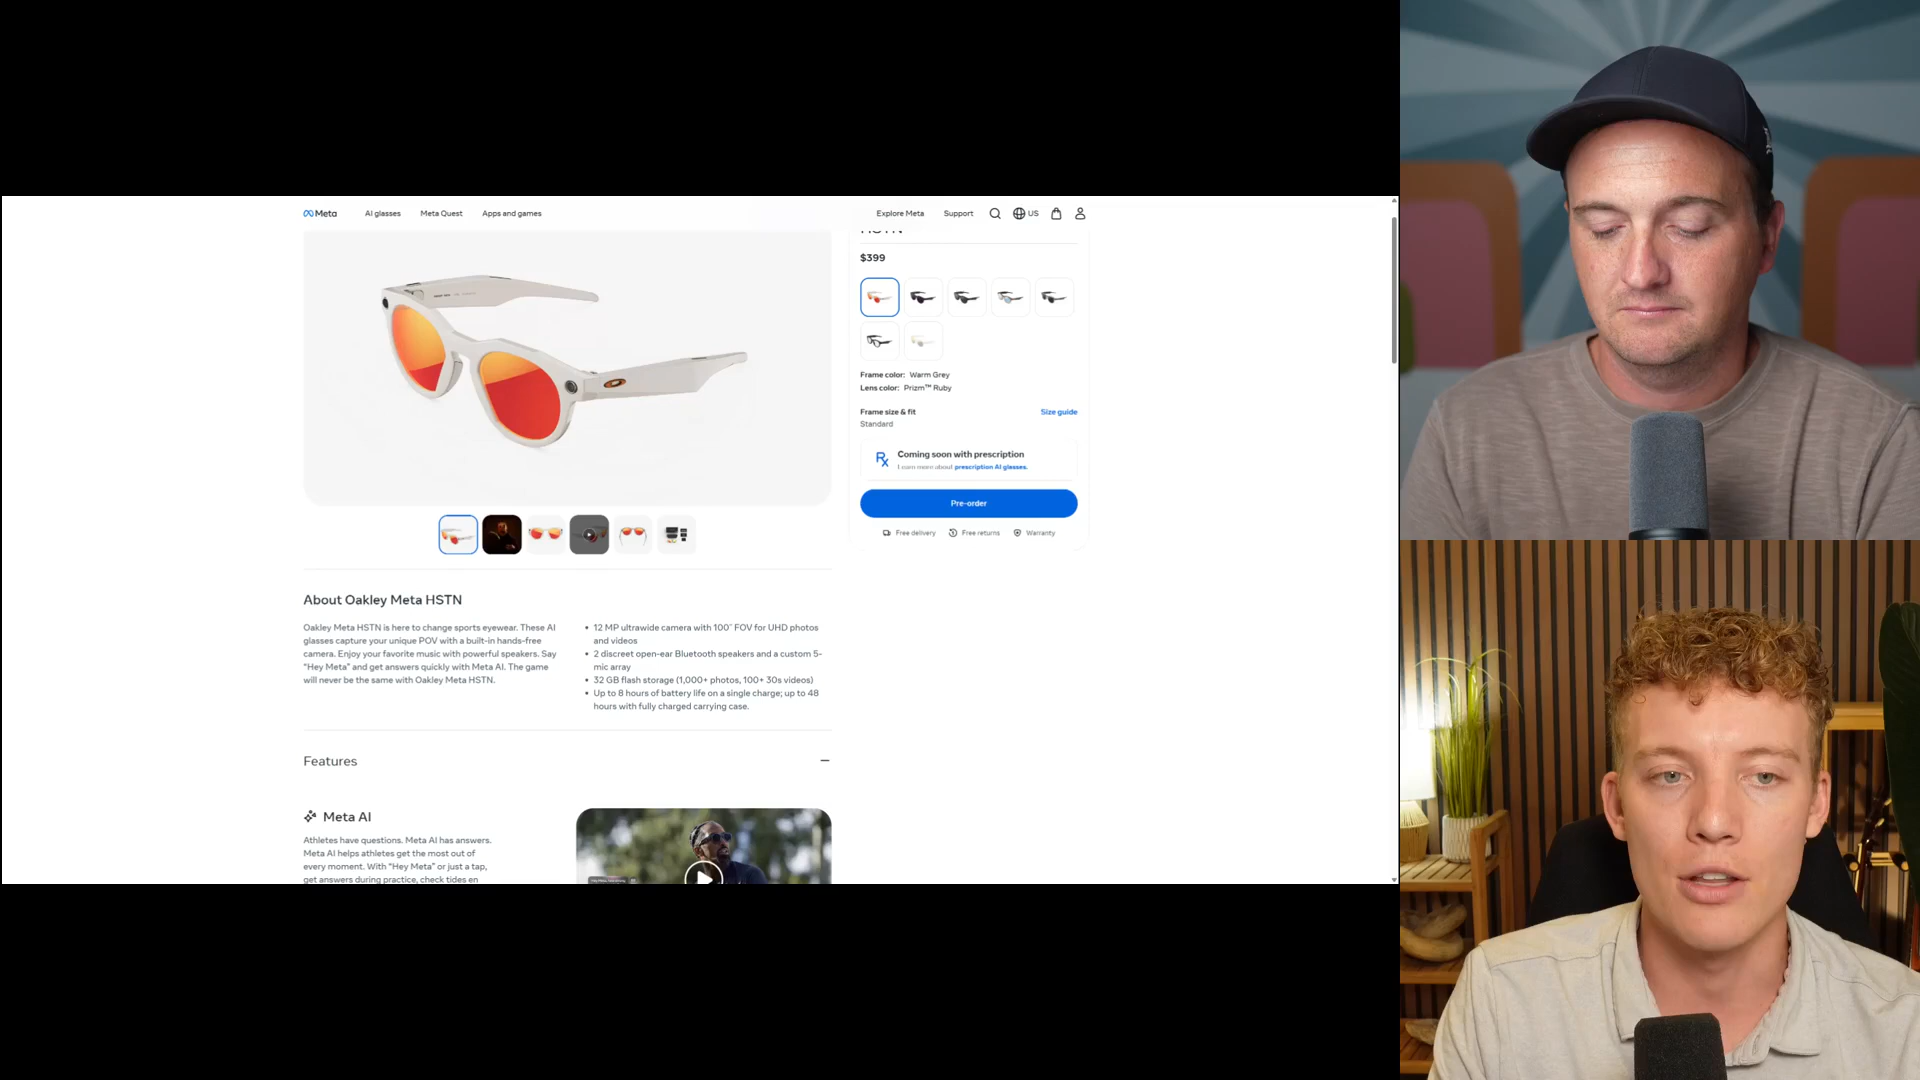 Meta AI glasses Meta Quest Apps and games Explore Meta Support US
HSTN
$399
Frame color: Warm Grey
Lens color: Prizm™ Ruby
Frame size & fit Size guide
Standard
Coming soon with prescription
Learn more about prescription AI glasses.
Pre-order
Free delivery Free returns Warranty
About Oakley Meta HSTN
Oakley Meta HSTN is here to change sports eyewear. These AI
glasses capture your unique POV with a built-in hands-free
camera. Enjoy your favorite music with powerful speakers. Say
“Hey Meta” and get answers quickly with Meta AI. The game
will never be the same with Oakley Meta HSTN.
• 12 MP ultrawide camera with 100° FOV for UHD photos
and videos
• 2 discreet open-ear Bluetooth speakers and a custom 5-
mic array
• 32 GB flash storage (1,000+ photos, 100+ 30s videos)
• Up to 8 hours of battery life on a single charge; up to 48
hours with fully charged carrying case.
Features
Meta AI
Athletes have questions. Meta AI has answers.
Meta AI helps athletes get the most out of
every moment. With “Hey Meta” or just a tap,
get answers during practice, check tides en